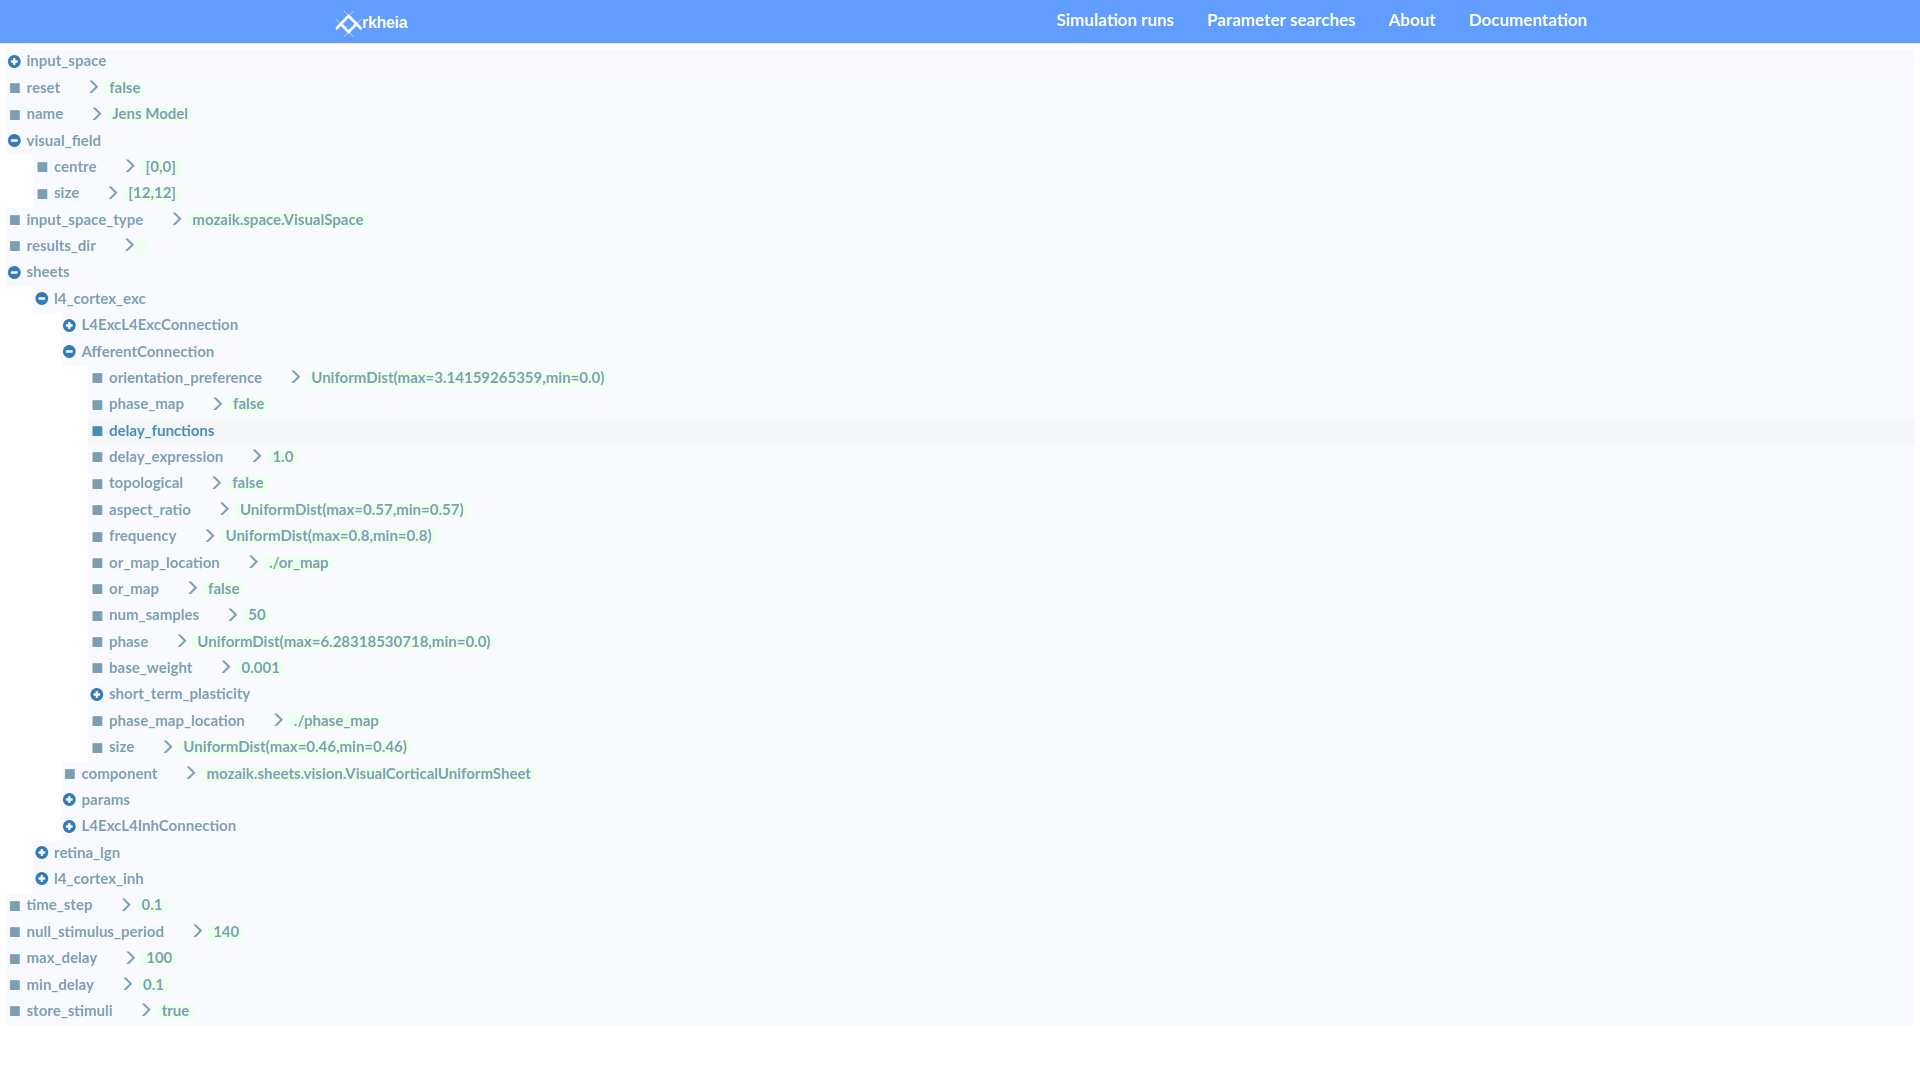 rkheia Simulation runs Parameter searches About Documentation
input_space
reset > false
name > Jens Model
visual_field
centre > [0,0]
size > [12,12]
input_space_type > mozaik.space.VisualSpace
results_dir >
sheets
l4_cortex_exc
L4ExcL4ExcConnection
AfferentConnection
orientation_preference > UniformDist(max=3.14159265359,min=0.0)
phase_map > false
delay_functions
delay_expression > 1.0
topological > false
aspect_ratio > UniformDist(max=0.57,min=0.57)
frequency > UniformDist(max=0.8,min=0.8)
or_map_location > ./or_map
or_map > false
num_samples > 50
phase > UniformDist(max=6.28318530718,min=0.0)
base_weight > 0.001
short_term_plasticity
phase_map_location > ./phase_map
size > UniformDist(max=0.46,min=0.46)
component > mozaik.sheets.vision.VisualCorticalUniformSheet
params
L4ExcL4InhConnection
retina_lgn
l4_cortex_inh
time_step > 0.1
null_stimulus_period > 140
max_delay > 100
min_delay > 0.1
store_stimuli > true